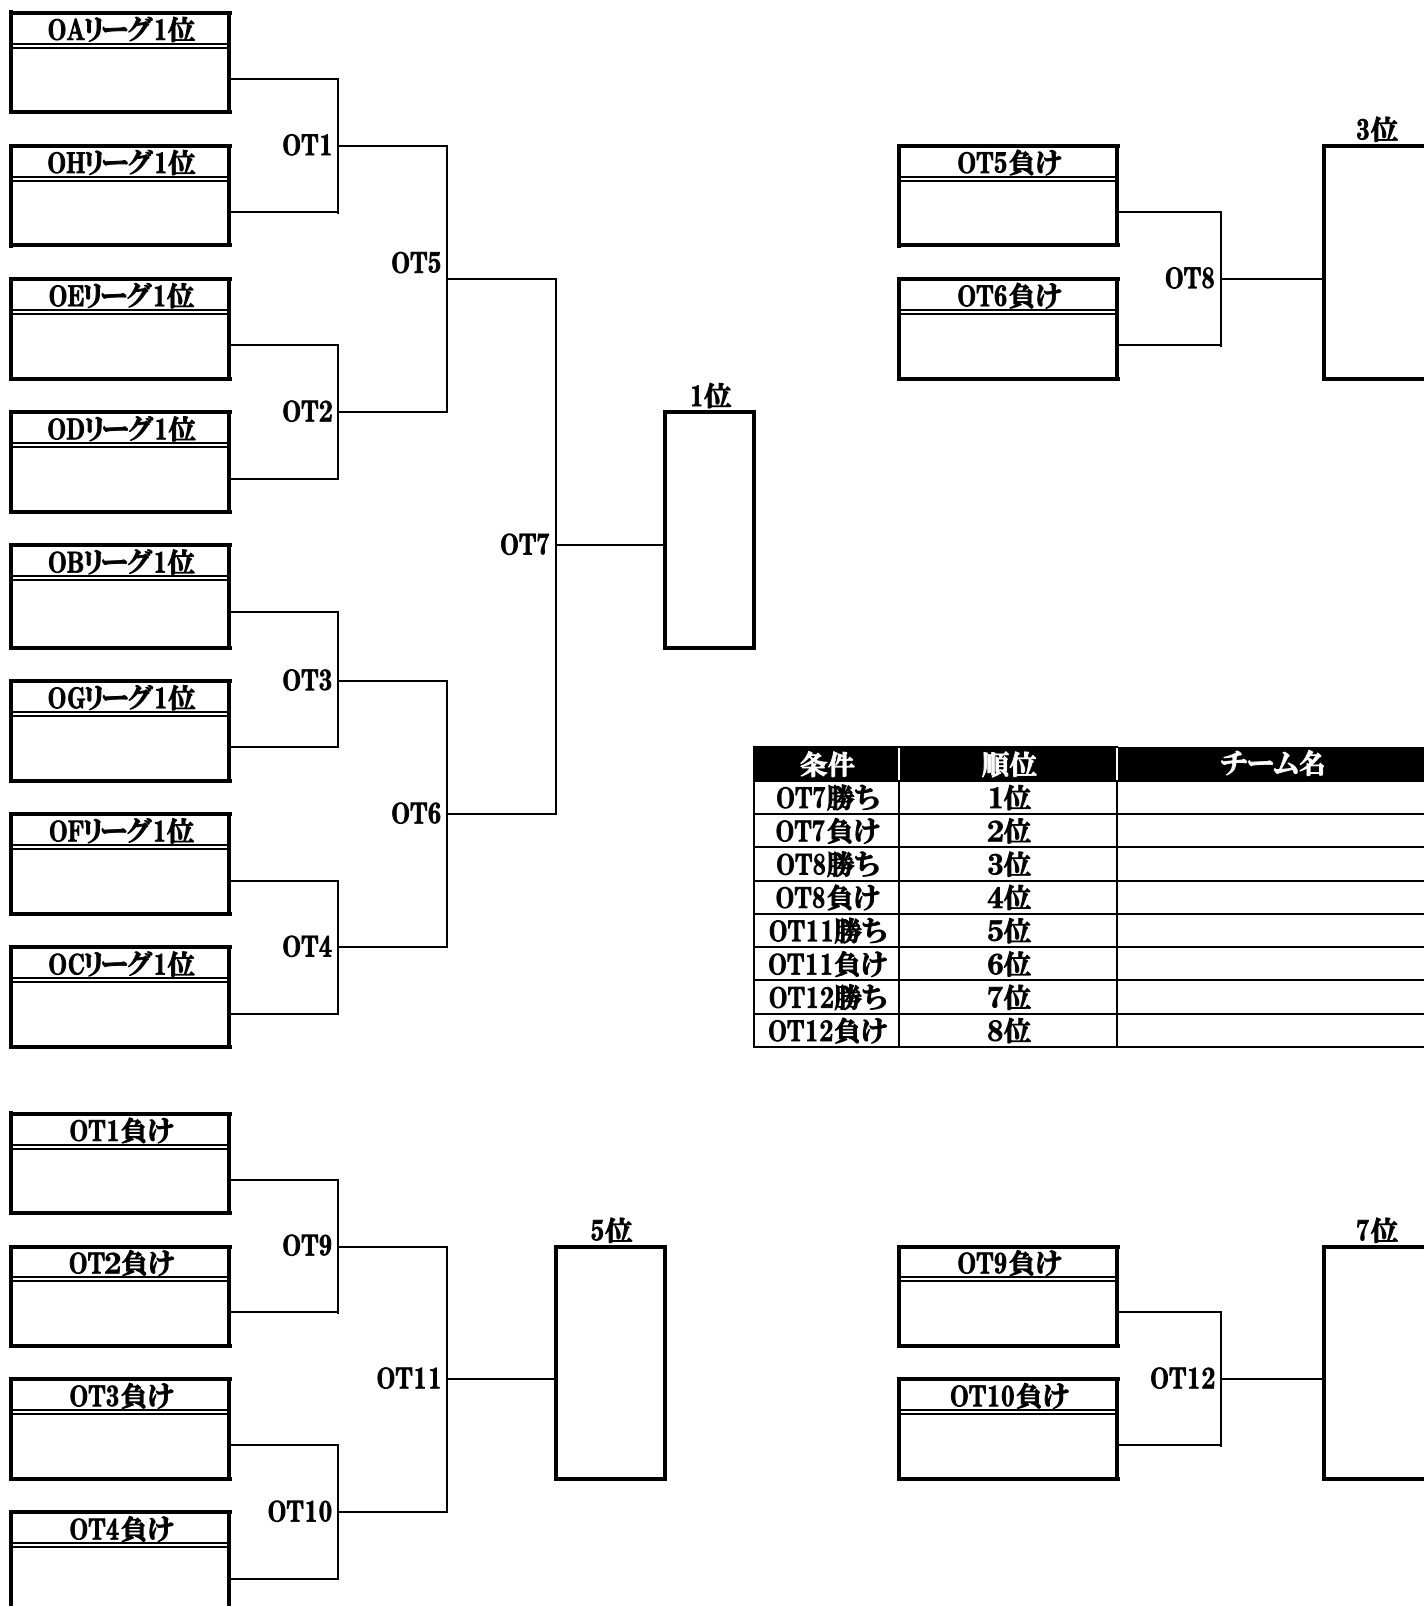 OAリーグ1位
OT1
OHリーグ1位
OT5
OEリーグ1位
OT2
ODリーグ1位
OT7
1位
OBリーグ1位
OT3
OGリーグ1位
OT6
OFリーグ1位
OT4
OCリーグ1位
3位
OT5負け
OT8
OT6負け
条件 順位 チーム名
OT7勝ち 1位
OT7負け 2位
OT8勝ち 3位
OT8負け 4位
OT11勝ち 5位
OT11負け 6位
OT12勝ち 7位
OT12負け 8位
OT1負け
OT9
OT2負け
OT11
5位
OT3負け
OT10
OT4負け
7位
OT9負け
OT12
OT10負け